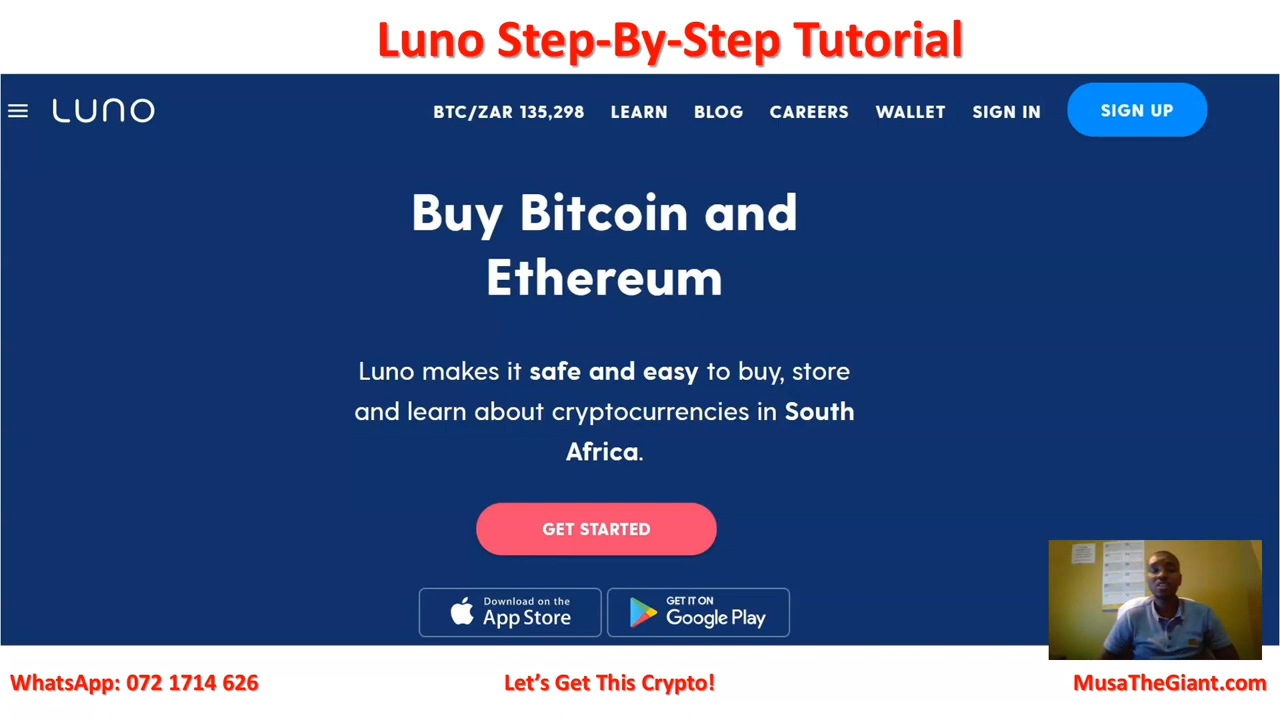 Luno Step-By-Step Tutorial
LUNO
BTC/ZAR 135,298 LEARN BLOG CAREERS WALLET SIGN IN SIGN UP
Buy Bitcoin and
Ethereum
Luno makes it safe and easy to buy, store
and learn about cryptocurrencies in South
Africa.
GET STARTED
Download on the
App Store
GET IT ON
Google Play
WhatsApp: 072 1714 626 Let's Get This Crypto! MusaTheGiant.com